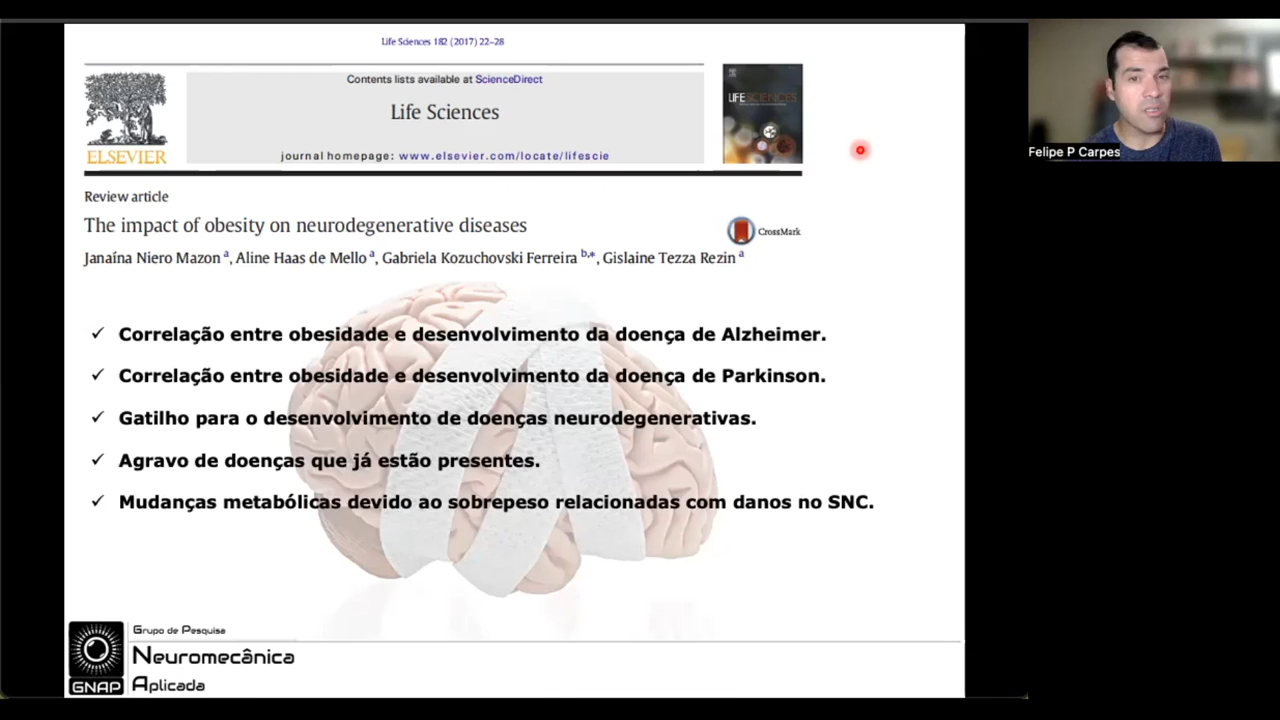 Life Sciences 182 (2017) 22–28
Contents lists available at ScienceDirect
Life Sciences
journal homepage: www.elsevier.com/locate/lifescie
ELSEVIER
LIFE SCIENCES
Review article
The impact of obesity on neurodegenerative diseases
CrossMark
Janaína Niero Mazon a, Aline Haas de Mello a, Gabriela Kozuchovski Ferreira b,*, Gislaine Tezza Rezin a
✓ Correlação entre obesidade e desenvolvimento da doença de Alzheimer.
✓ Correlação entre obesidade e desenvolvimento da doença de Parkinson.
✓ Gatilho para o desenvolvimento de doenças neurodegenerativas.
✓ Agravo de doenças que já estão presentes.
✓ Mudanças metabólicas devido ao sobrepeso relacionadas com danos no SNC.
GNAP
Grupo de Pesquisa
Neuromecânica
Aplicada
Felipe P Carpes